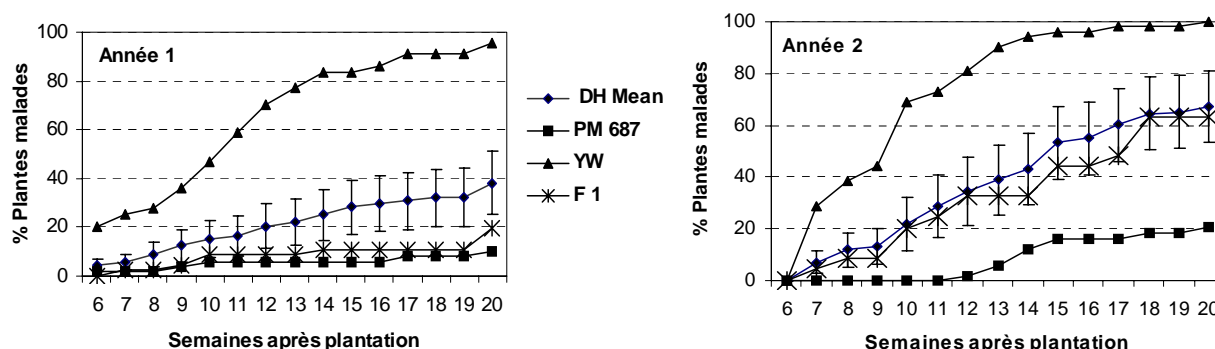 Année 1
% Plantes malades
100
80
60
40
20
0
6 7 8 9 10 11 12 13 14 15 16 17 18 19 20
Semaines après plantation
DH Mean
PM 687
YW
F 1
Année 2
% Plantes malades
100
80
60
40
20
0
6 7 8 9 10 11 12 13 14 15 16 17 18 19 20
Semaines après plantation